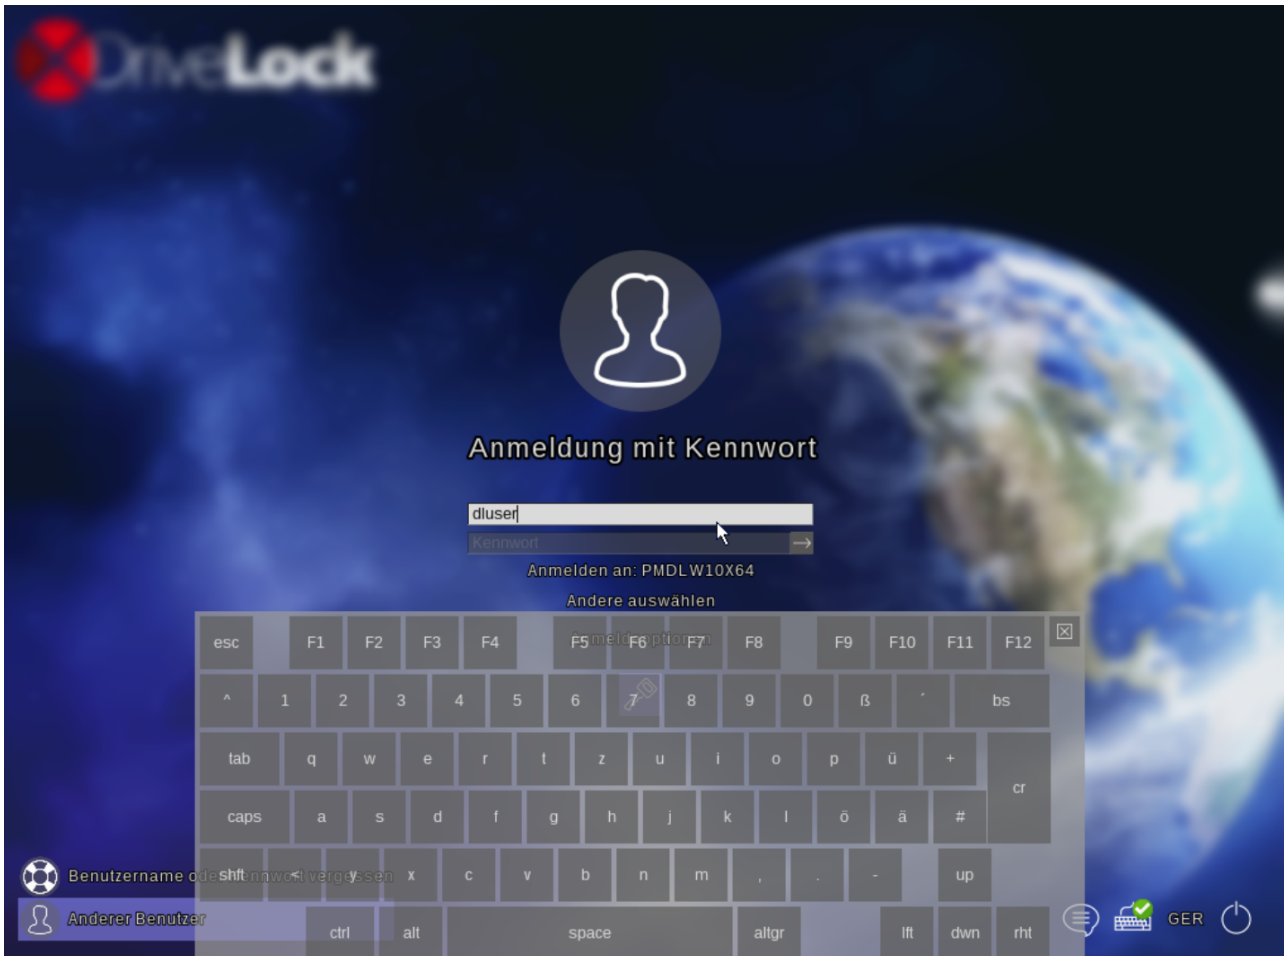 DriveLock
Anmeldung mit Kennwort
dluser
Kennwort
Anmelden an: PMDLW10X64
Andere auswählen
Anmeldeoptionen
esc F1 F2 F3 F4 F5 F6 F7 F8 F9 F10 F11 F12
^ 1 2 3 4 5 6 7 8 9 0 ß ´ bs
tab q w e r t z u i o p ü +
cr
caps a s d f g h j k l ö ä #
shft < y x c v b n m , . - up
Benutzername oder Kennwort vergessen
Anderer Benutzer
ctrl alt space altgr lft dwn rht
GER